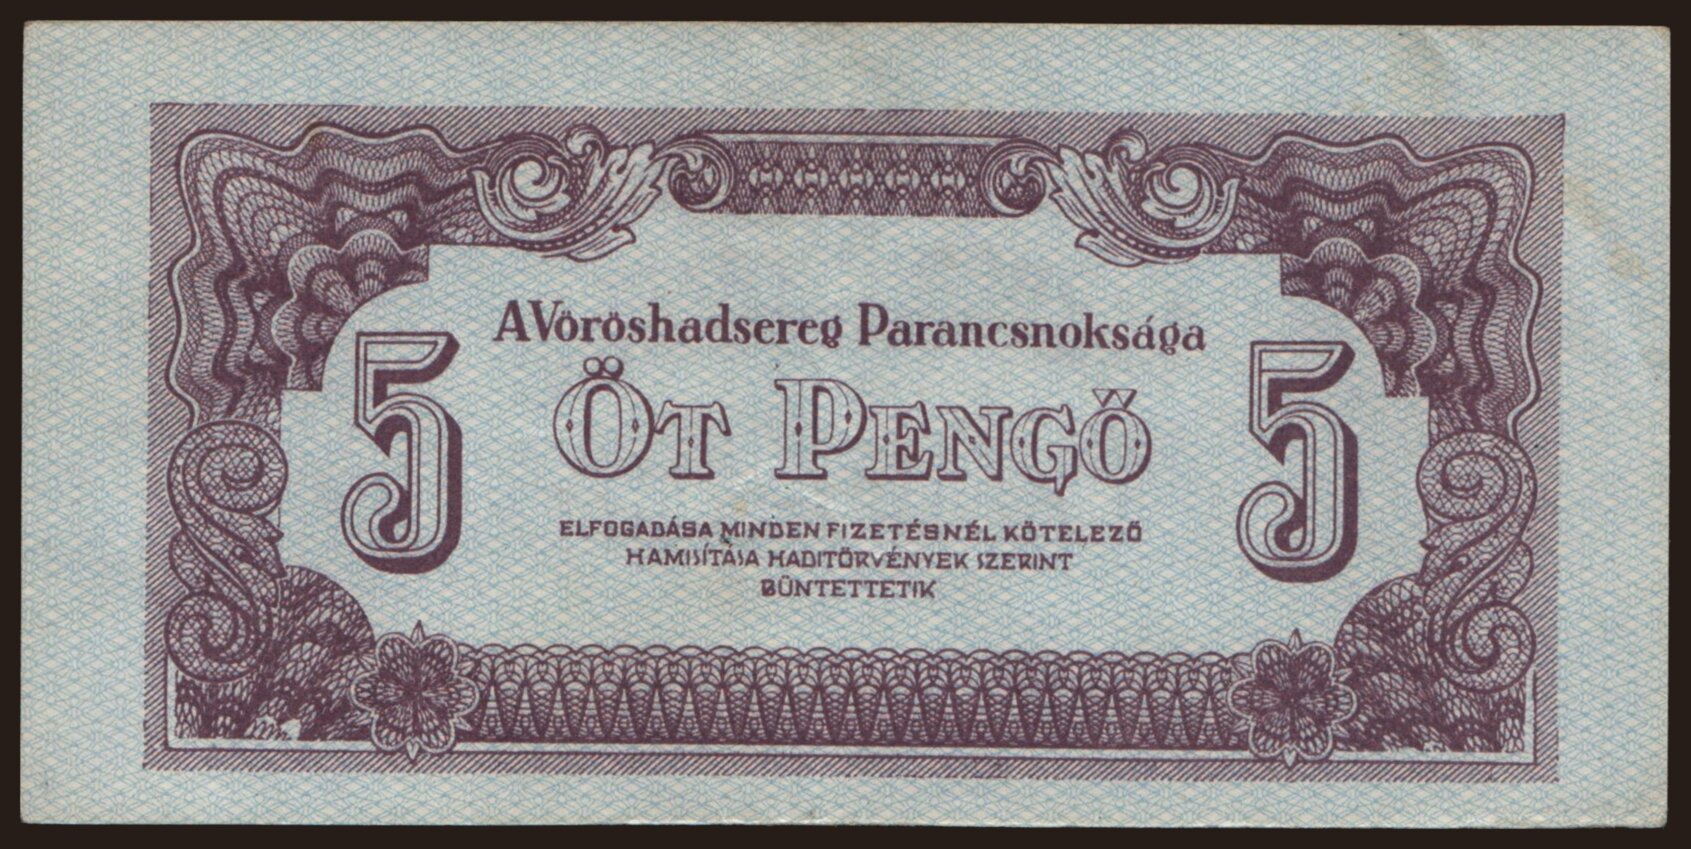 A Vöröshadsereg Parancsnoksága
5 ÖT PENGŐ 5
ELFOGADÁSA MINDEN FIZETÉSNÉL KÖTELEZŐ
HAMISÍTÁSA HADITÖRVÉNYEK SZERINT
BÜNTETTETIK